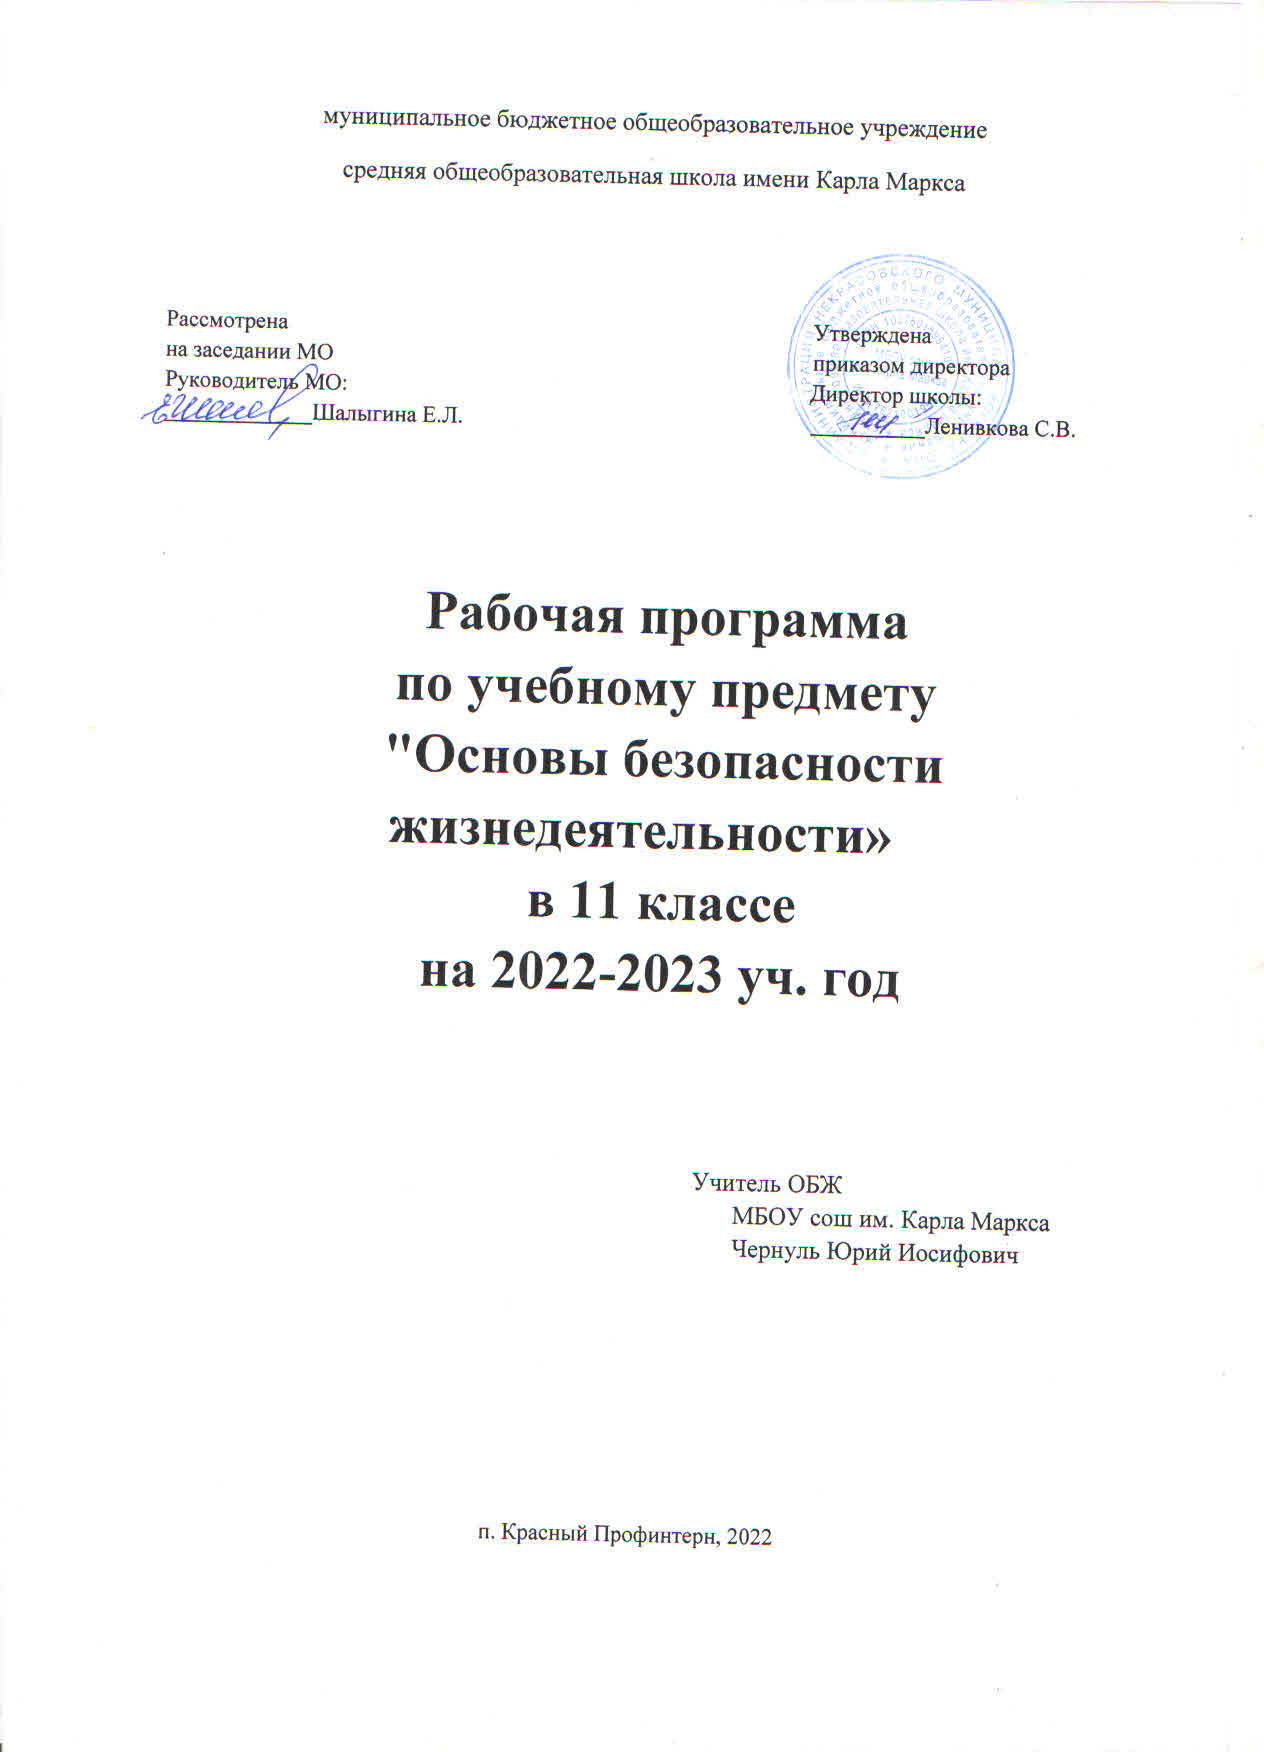 муниципальное бюджетное общеобразовательное учреждение
средняя общеобразовательная школа имени Карла Маркса
Рассмотрена
на заседании МО
Руководитель МО:
Шалыгина Е.Л.
Утверждена
приказом директора
Директор школы:
Ленивкова С.В.
Рабочая программа
по учебному предмету
"Основы безопасности
жизнедеятельности»
в 11 классе
на 2022-2023 уч. год
Учитель ОБЖ
МБОУ сош им. Карла Маркса
Чернуль Юрий Иосифович
п. Красный Профинтерн, 2022